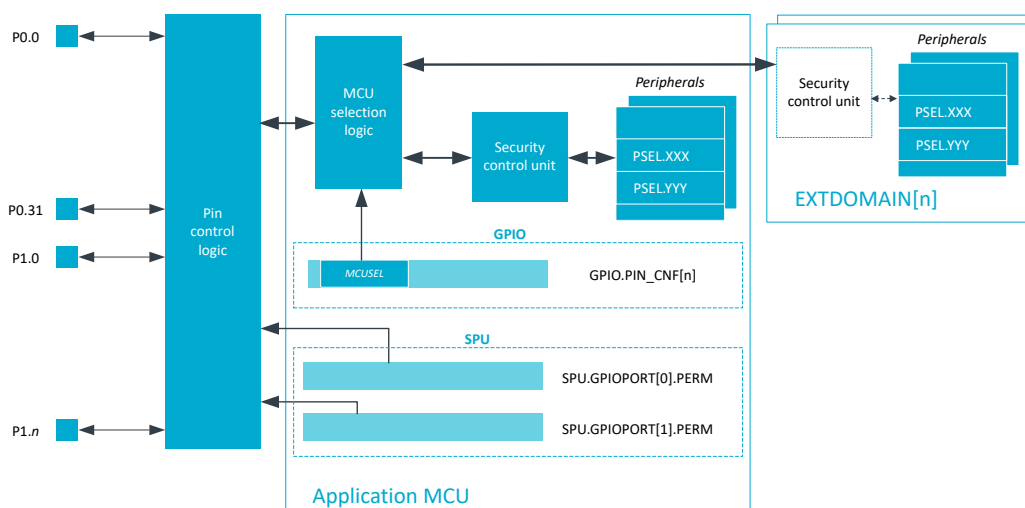 P0.0
P0.31
P1.0
P1.n
Pin
control
logic
MCU
selection
logic
Security
control unit
Peripherals
PSEL.XXX
PSEL.YYY
GPIO
MCUSEL
GPIO.PIN_CNF[n]
SPU
SPU.GPIOPORT[0].PERM
SPU.GPIOPORT[1].PERM
Application MCU
Peripherals
Security
control unit
PSEL.XXX
PSEL.YYY
EXTDOMAIN[n]